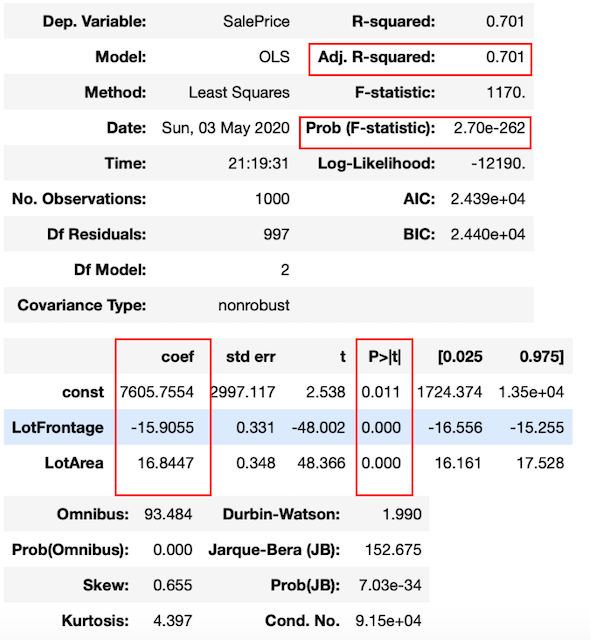 Dep. Variable: SalePrice R-squared: 0.701
Model: OLS Adj. R-squared: 0.701
Method: Least Squares F-statistic: 1170.
Date: Sun, 03 May 2020 Prob (F-statistic): 2.70e-262
Time: 21:19:31 Log-Likelihood: -12190.
No. Observations: 1000 AIC: 2.439e+04
Df Residuals: 997 BIC: 2.440e+04
Df Model: 2
Covariance Type: nonrobust
coef std err t P>|t| [0.025 0.975]
const 7605.7554 2997.117 2.538 0.011 1724.374 1.35e+04
LotFrontage -15.9055 0.331 -48.002 0.000 -16.556 -15.255
LotArea 16.8447 0.348 48.366 0.000 16.161 17.528
Omnibus: 93.484 Durbin-Watson: 1.990
Prob(Omnibus): 0.000 Jarque-Bera (JB): 152.675
Skew: 0.655 Prob(JB): 7.03e-34
Kurtosis: 4.397 Cond. No. 9.15e+04